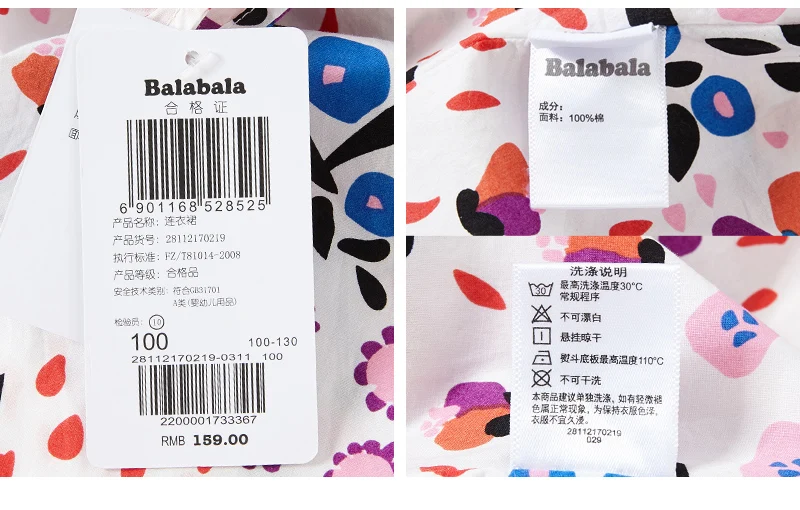 Balabala
合格证
6 901168 528525
产品名称：连衣裙
产品货号：28112170219
执行标准：FZ/T81014-2008
产品等级：合格品
安全技术类别：符合GB31701
A类(婴幼儿用品)
检验员：10
100 100-130
28112170219-0311 100
2200001733367
RMB 159.00
Balabala
成分：
面料：100%棉
洗涤说明
30 最高洗涤温度30℃
常规程序
不可漂白
悬挂晾干
熨斗底板最高温度110℃
不可干洗
本商品建议单独洗涤，如有轻微褪
色属正常现象，为保持衣服色泽，
衣服不宜久浸。
28112170219
029